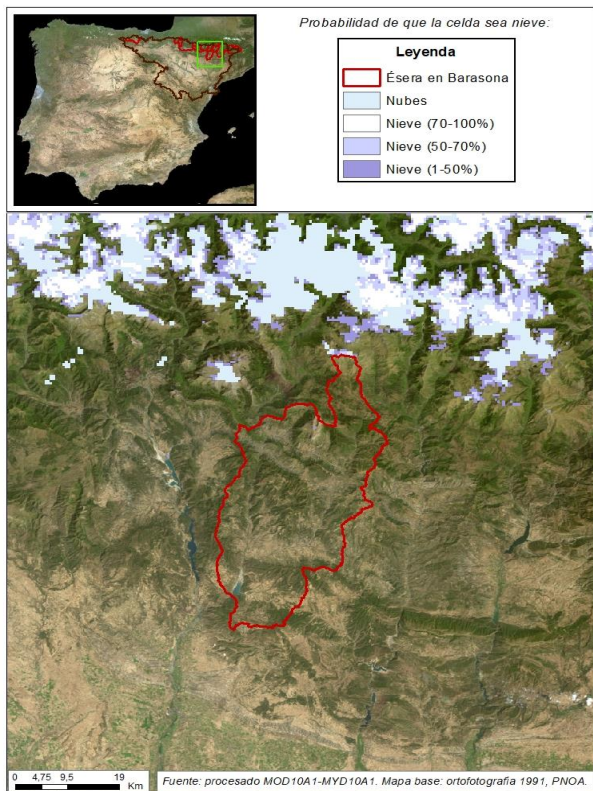 Probabilidad de que la celda sea nieve:
Leyenda
Ésera en Barasona
Nubes
Nieve (70-100%)
Nieve (50-70%)
Nieve (1-50%)
0 4,75 9,5 19
Km
Fuente: procesado MOD10A1-MYD10A1. Mapa base: ortofotografia 1991, PNOA.